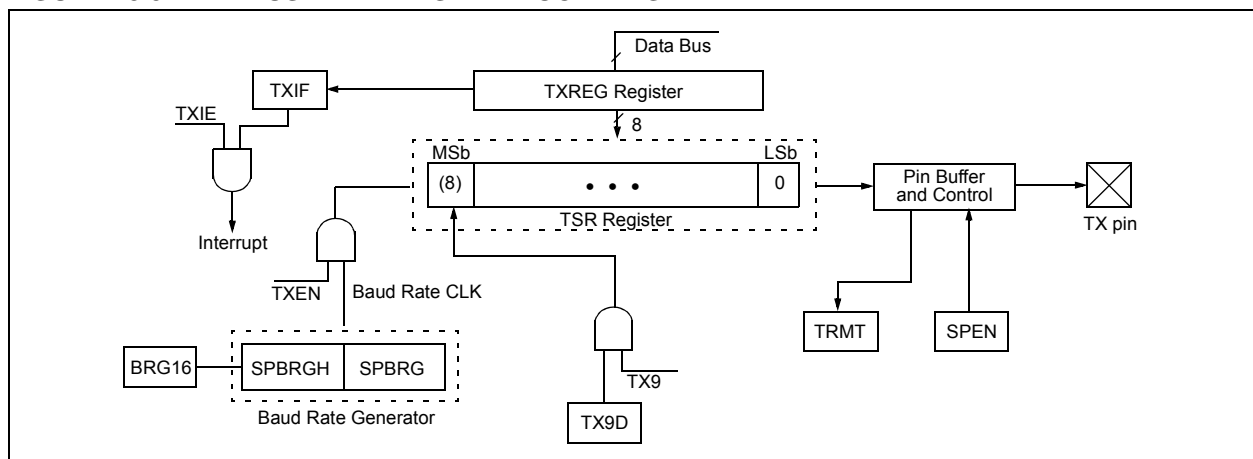 Data Bus
TXIF
TXREG Register
TXIE
8
MSb
LSb
(8)
• • •
0
Pin Buffer
and Control
TSR Register
TX pin
Interrupt
TXEN
Baud Rate CLK
TRMT
SPEN
BRG16
SPBRGH
SPBRG
TX9
Baud Rate Generator
TX9D